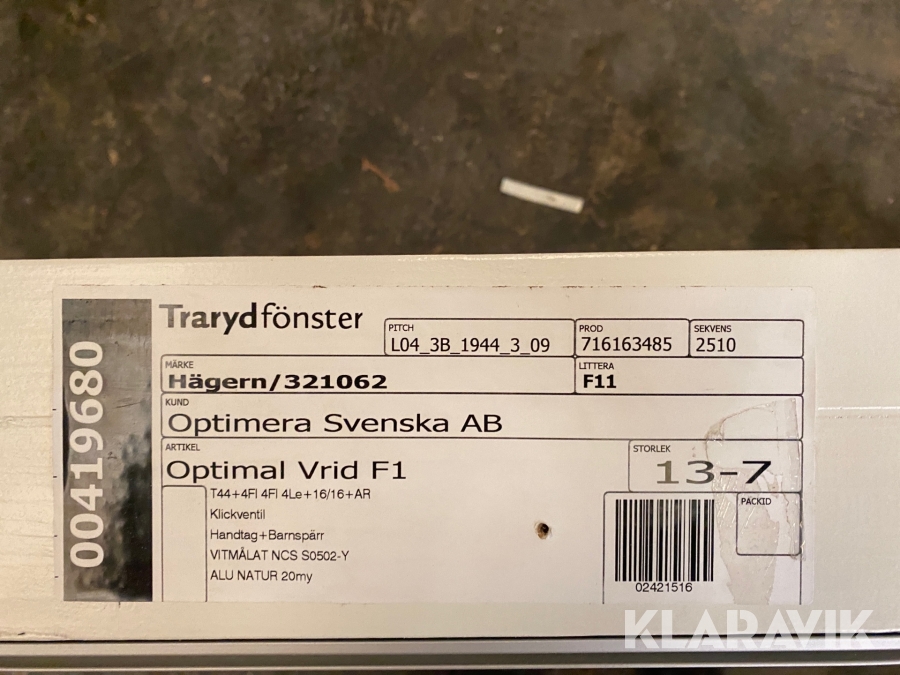 Trarydfönster
PITCH
L04_3B_1944_3_09
PROD
716163485
SEKVENS
2510
MÄRKE
Hägern/321062
LITTERA
F11
KUND
Optimera Svenska AB
ARTIKEL
Optimal Vrid F1
STORLEK
13-7
T44+4Fl 4Fl 4Le+16/16+AR
Klickventil
Handtag+Barnspärr
VITMÅLAT NCS S0502-Y
ALU NATUR 20my
PACKID
02421516
00419680
KLARAVIK